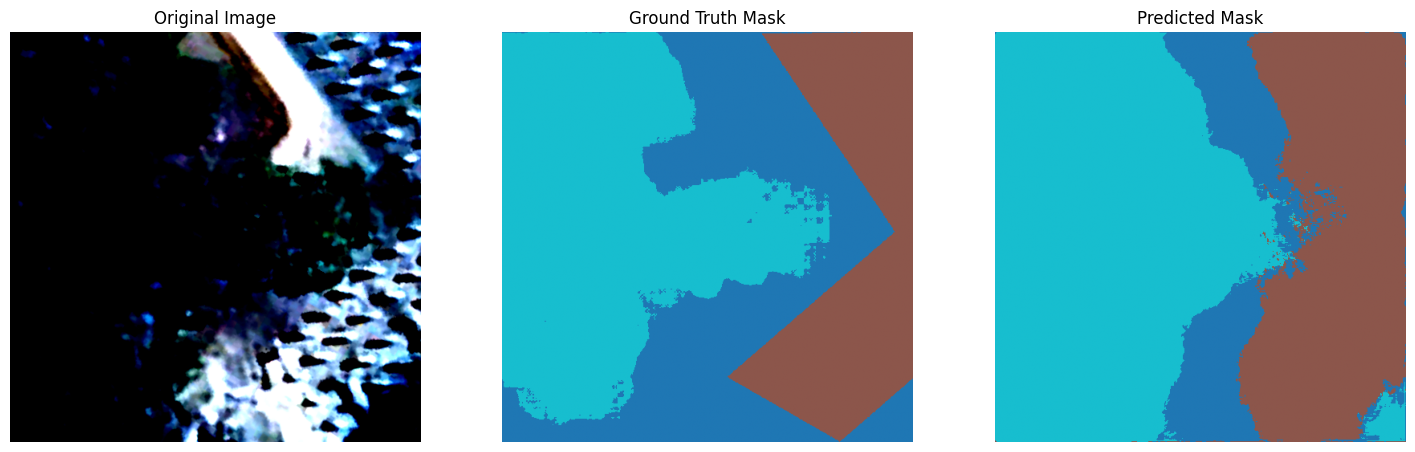 Original Image
Ground Truth Mask
Predicted Mask